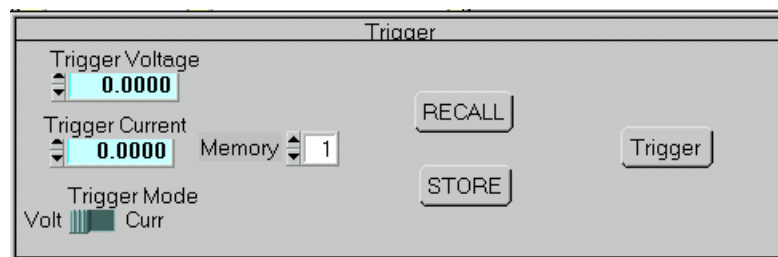 Trigger
Trigger Voltage
0.0000
Trigger Current
0.0000
Memory 1
RECALL
STORE
Trigger
Trigger Mode
Volt Curr